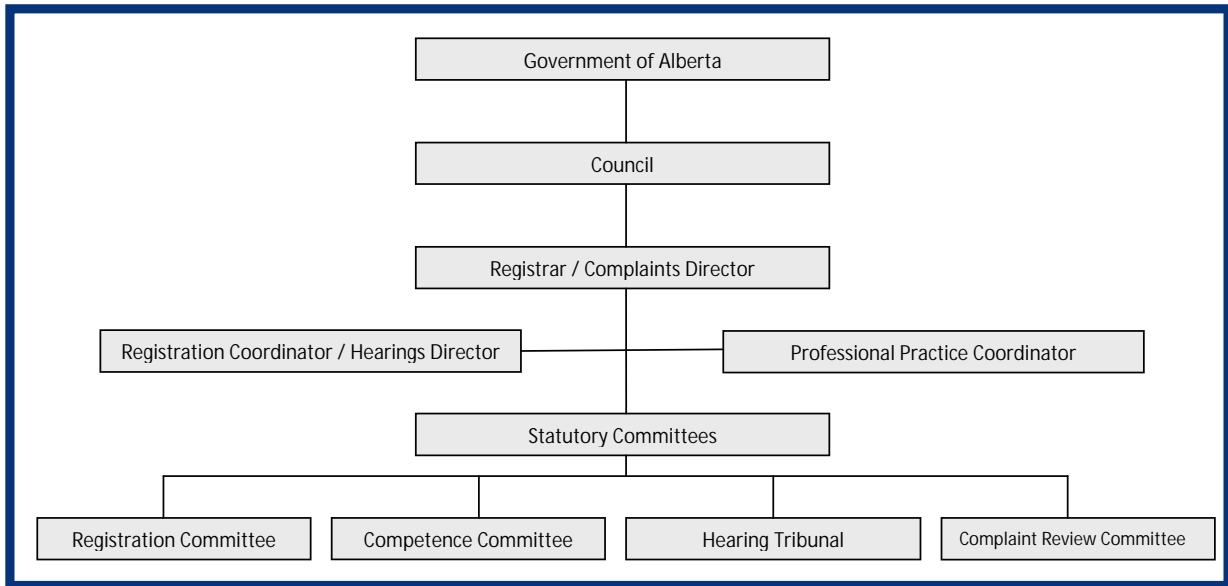 Government of Alberta
Council
Registrar / Complaints Director
Registration Coordinator / Hearings Director
Professional Practice Coordinator
Statutory Committees
Registration Committee
Competence Committee
Hearing Tribunal
Complaint Review Committee